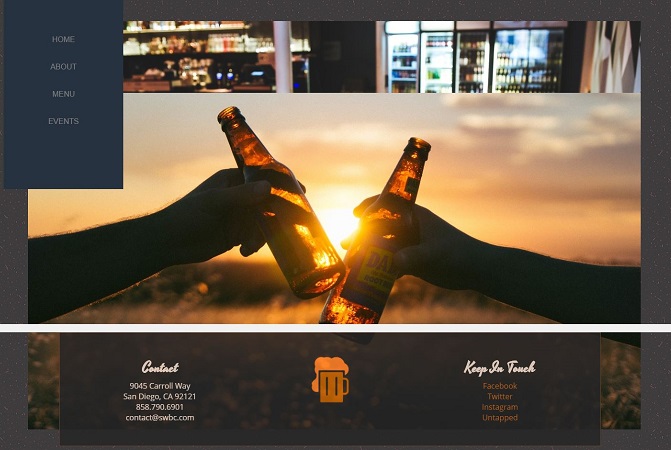 HOME
ABOUT
MENU
EVENTS
Contact
9045 Carroll Way
San Diego, CA 92121
858.790.6901
contact@swbc.com
Keep In Touch
Facebook
Twitter
Instagram
Untapped